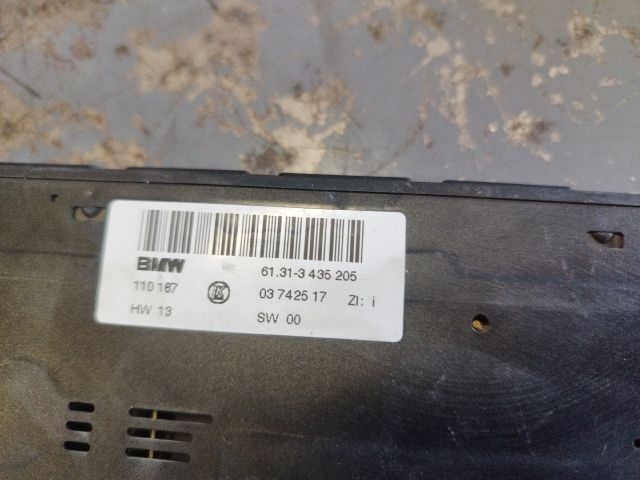 BMW 61.31-3 435 205
110 187 03 7425 17 ZI: i
HW 13 SW 00